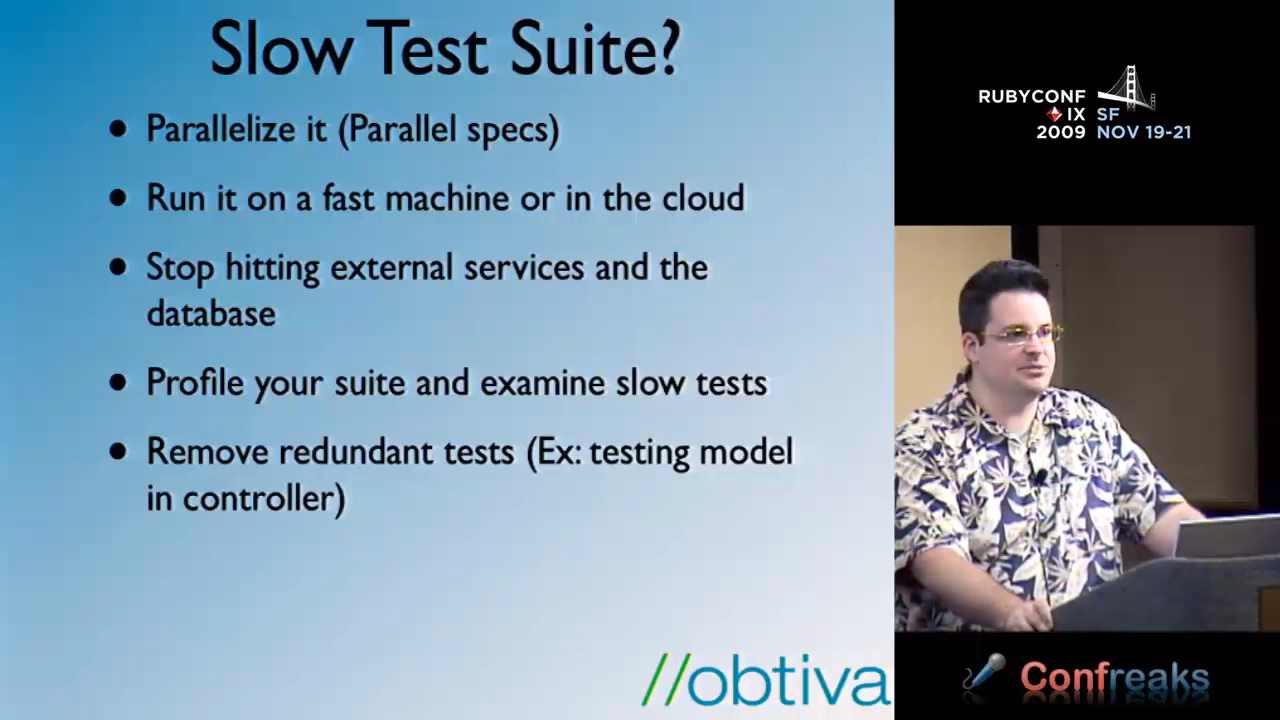 Slow Test Suite?
• Parallelize it (Parallel specs)
• Run it on a fast machine or in the cloud
• Stop hitting external services and the
database
• Profile your suite and examine slow tests
• Remove redundant tests (Ex: testing model
in controller)
//obtiva
RUBYCONF
IX SF
2009 NOV 19-21
Confreaks